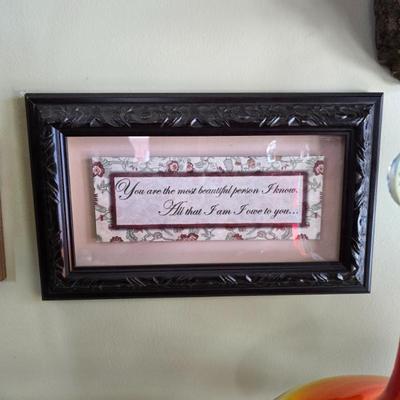 You are the most beautiful person I know.
All that I am I owe to you...